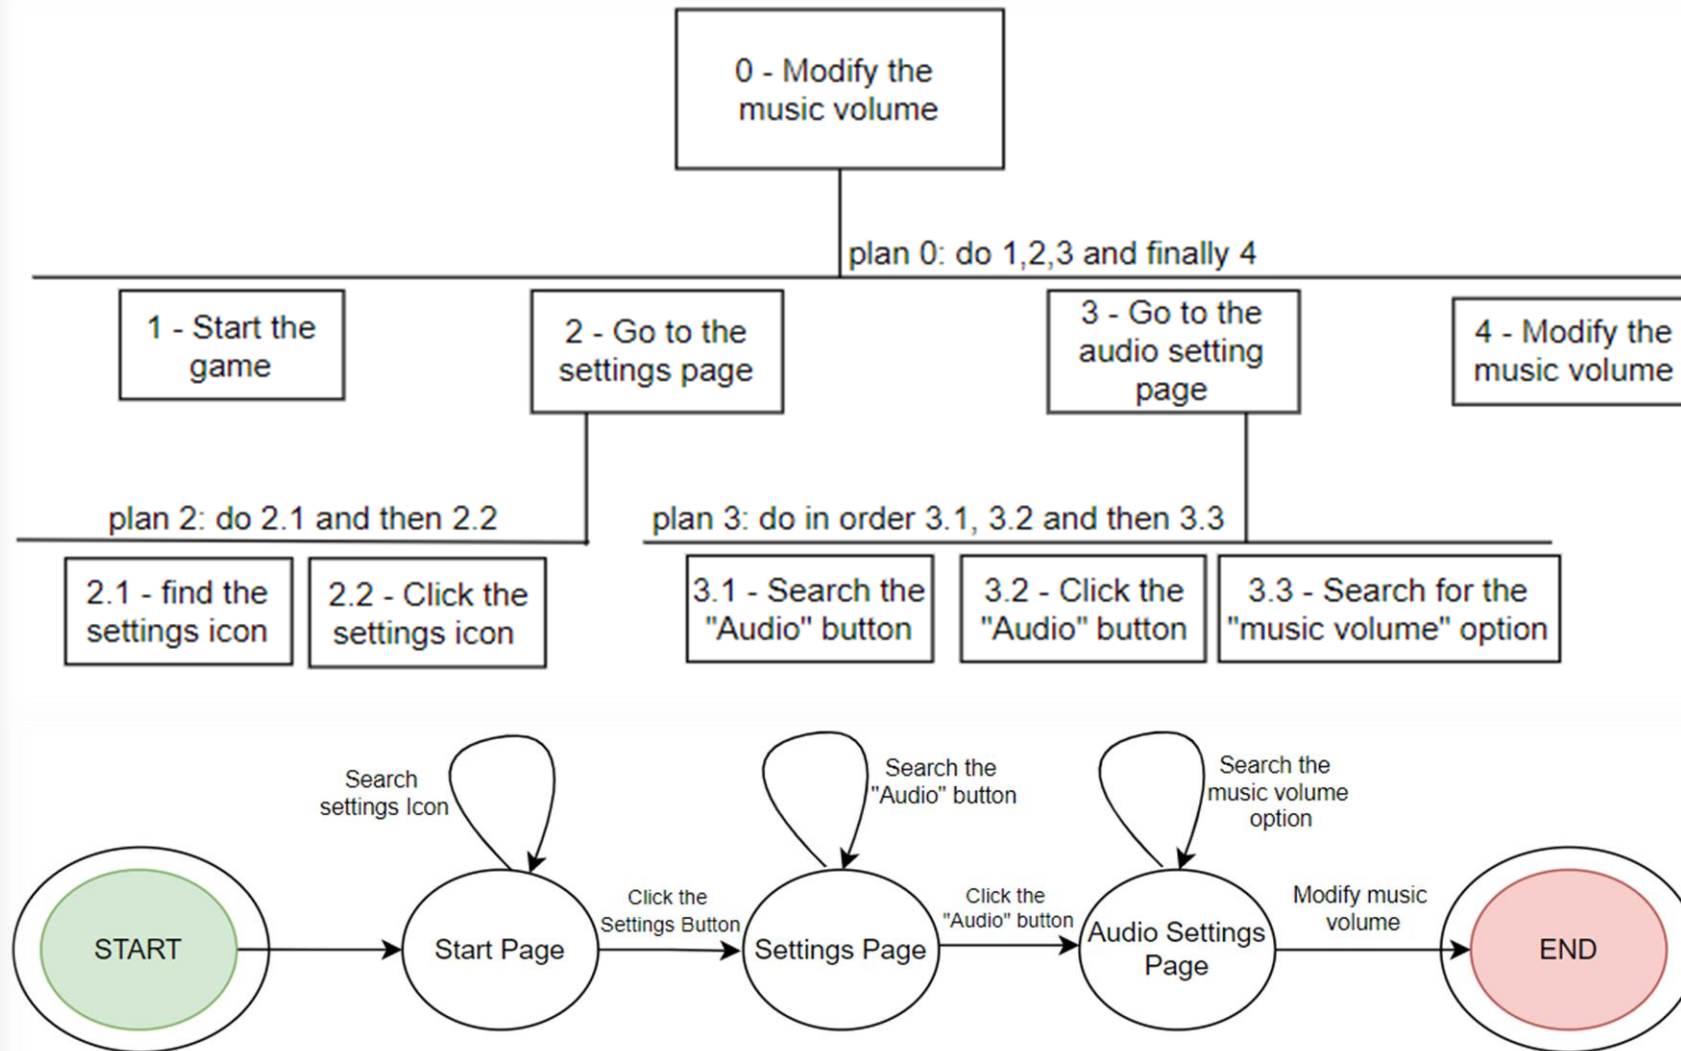 0 - Modify the
music volume
plan 0: do 1,2,3 and finally 4
1 - Start the
game
2 - Go to the
settings page
3 - Go to the
audio setting
page
4 - Modify the
music volume
plan 2: do 2.1 and then 2.2
plan 3: do in order 3.1, 3.2 and then 3.3
2.1 - find the
settings icon
2.2 - Click the
settings icon
3.1 - Search the
"Audio" button
3.2 - Click the
"Audio" button
3.3 - Search for the
"music volume" option
Search
settings Icon
Search the
"Audio" button
Search the
music volume
option
START
Start Page
Click the
Settings Button
Settings Page
Click the
"Audio" button
Audio Settings
Page
Modify music
volume
END